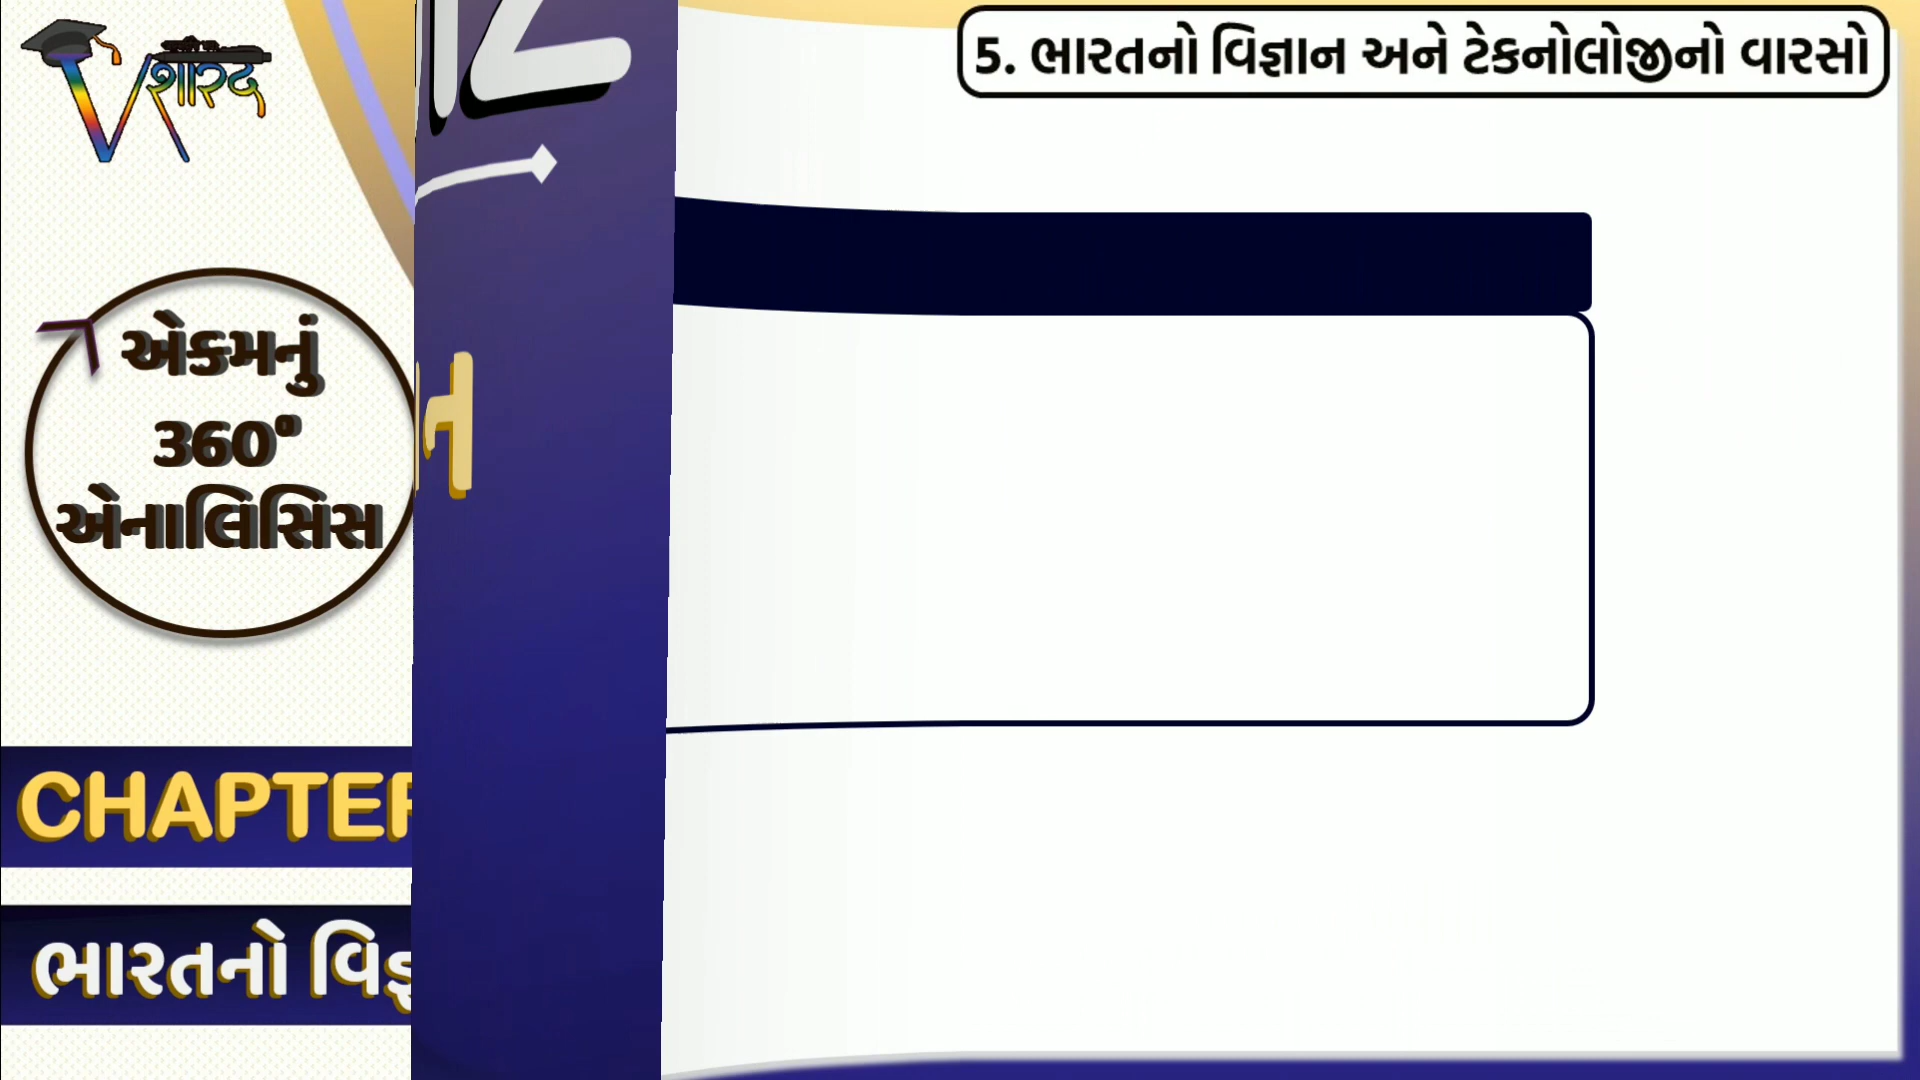 શારદ
5. ભારતનો વિજ્ઞાન અને ટેકનોલોજીનો વારસો
એકમનું
360°
એનાલિસિસ
CHAPTER
ભારતનો